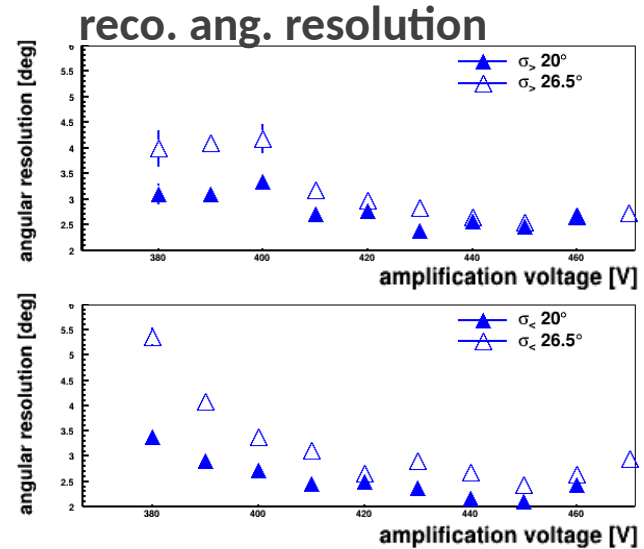 reco. ang. resolution
angular resolution [deg]
6
5.5
5
4.5
4
3.5
3
2.5
2
σ> 20°
σ> 26.5°
380 400 420 440 460
amplification voltage [V]
angular resolution [deg]
6
5.5
5
4.5
4
3.5
3
2.5
2
σ< 20°
σ< 26.5°
380 400 420 440 460
amplification voltage [V]